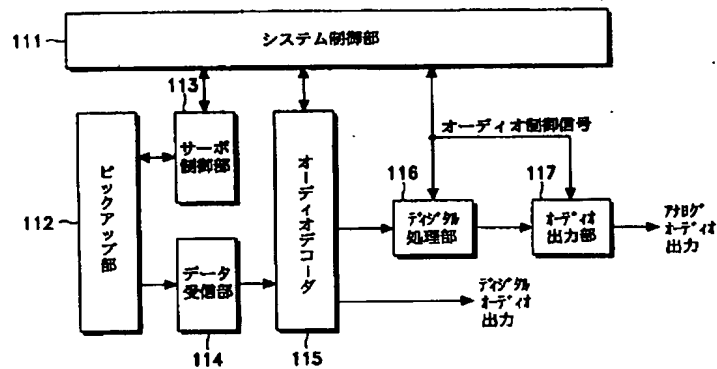 111
システム制御部
113
サーボ
制御部
オーディオ制御信号
116
117
112
ピックアップ部
オーディオデコーダ
ディジタル
処理部
オーディオ
出力部
アナログ
オーディオ
出力
データ
受信部
ディジタル
オーディオ
出力
114
115